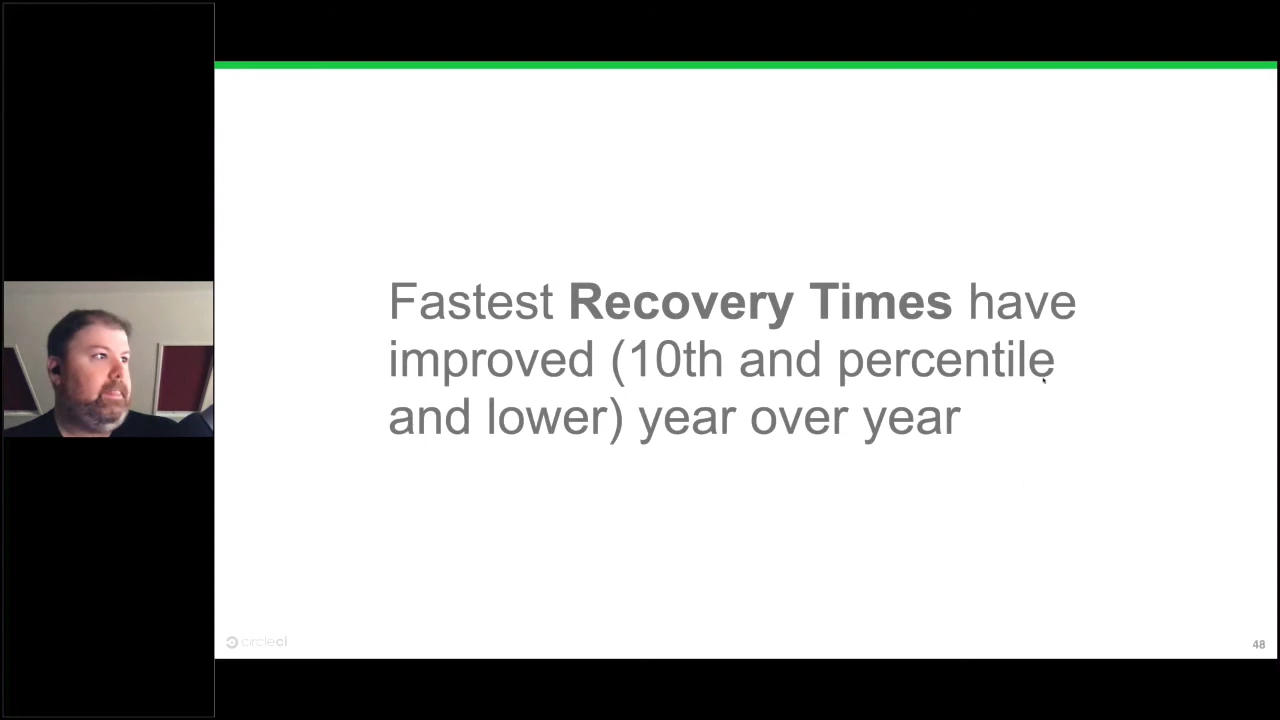 Fastest Recovery Times have
improved (10th and percentile
and lower) year over year
circleci
48